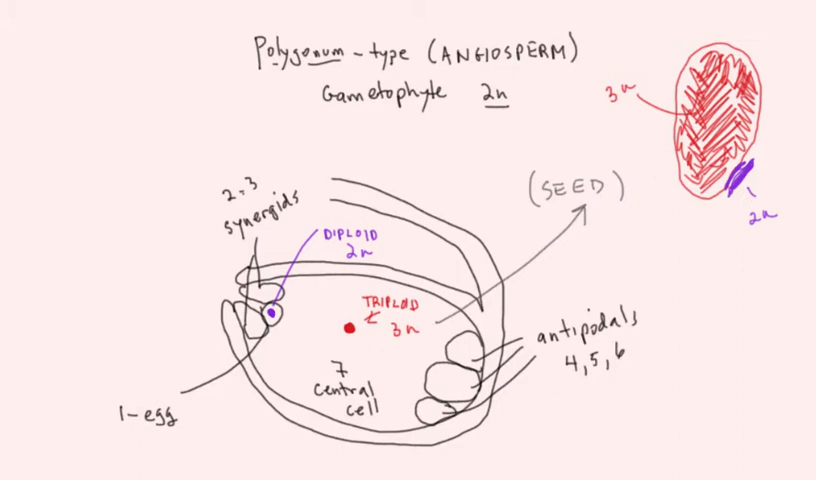 Polygonum-type (ANGIOSPERM)
Gametophyte 2n
3n
2n
(SEED)
2,3
synergids
DIPLOID
2n
TRIPLOID
3n
7
central
cell
antipodals
4,5,6
1-egg